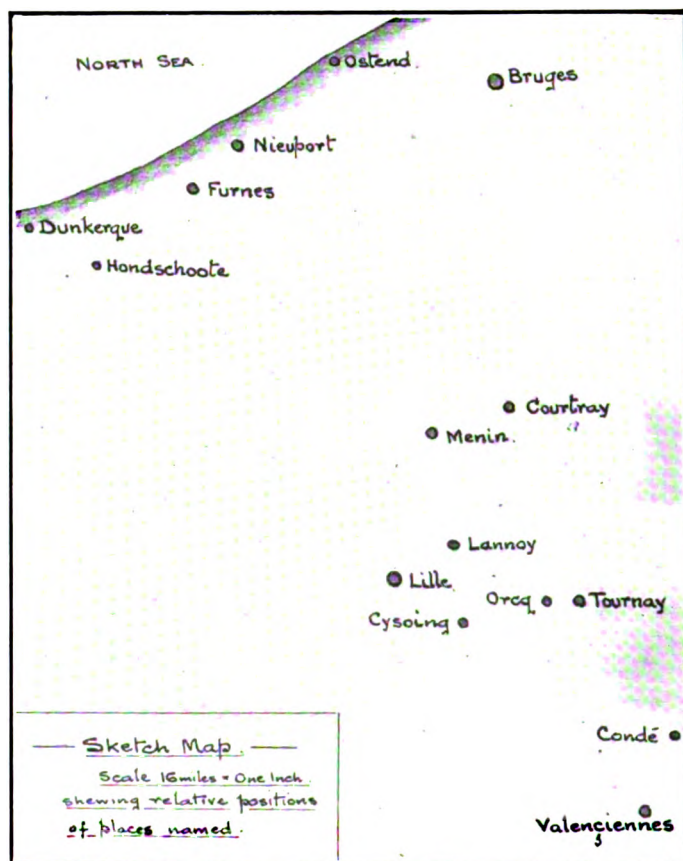 North Sea.
Ostend.
Bruges
Nieuport
Furnes
Dunkerque
Hondschoote
Courtray
Menin.
Lannoy
Lille
Orcq
Tournay
Cysoing
Condé
— Sketch Map. —
Scale 16 miles = One Inch.
shewing relative positions
of places named.
Valenciennes